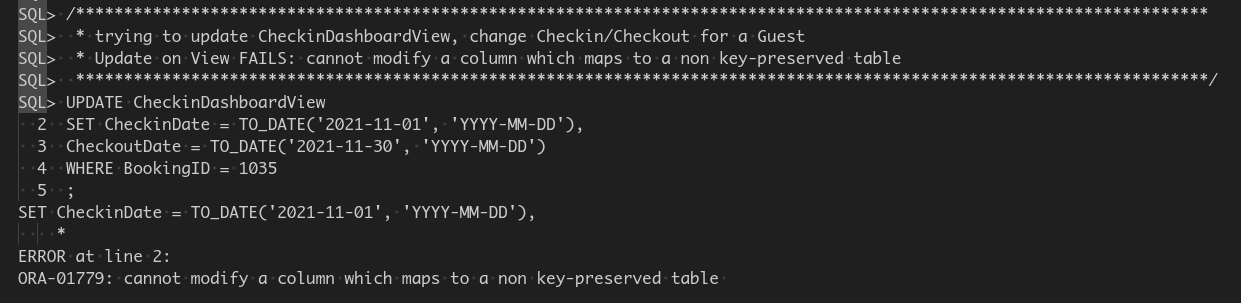 SQL> /**********************************************************************************************************************
SQL>  * trying to update CheckinDashboardView, change Checkin/Checkout for a Guest
SQL>  * Update on View FAILS: cannot modify a column which maps to a non key-preserved table
SQL>  **********************************************************************************************************************/
SQL> UPDATE CheckinDashboardView
  2  SET CheckinDate = TO_DATE('2021-11-01', 'YYYY-MM-DD'),
  3  CheckoutDate = TO_DATE('2021-11-30', 'YYYY-MM-DD')
  4  WHERE BookingID = 1035
  5  ;
SET CheckinDate = TO_DATE('2021-11-01', 'YYYY-MM-DD'),
    *
ERROR at line 2:
ORA-01779: cannot modify a column which maps to a non key-preserved table